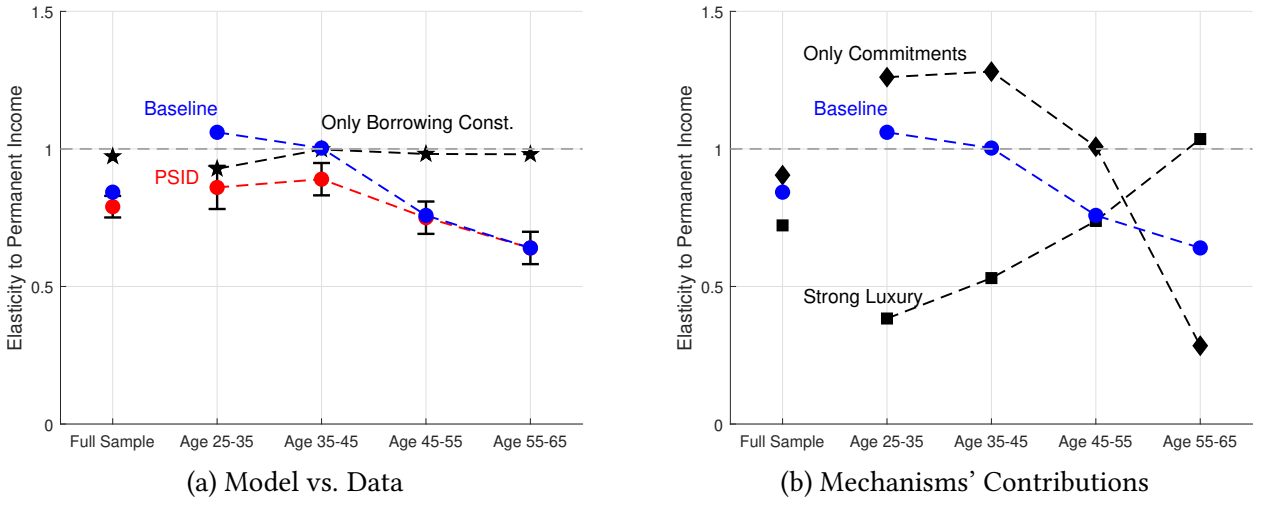 1.5
1
0.5
0
Elasticity to Permanent Income
Baseline
Only Borrowing Const.
PSID
Full Sample
Age 25-35
Age 35-45
Age 45-55
Age 55-65
(a) Model vs. Data
1.5
1
0.5
0
Elasticity to Permanent Income
Only Commitments
Baseline
Strong Luxury
Full Sample
Age 25-35
Age 35-45
Age 45-55
Age 55-65
(b) Mechanisms’ Contributions